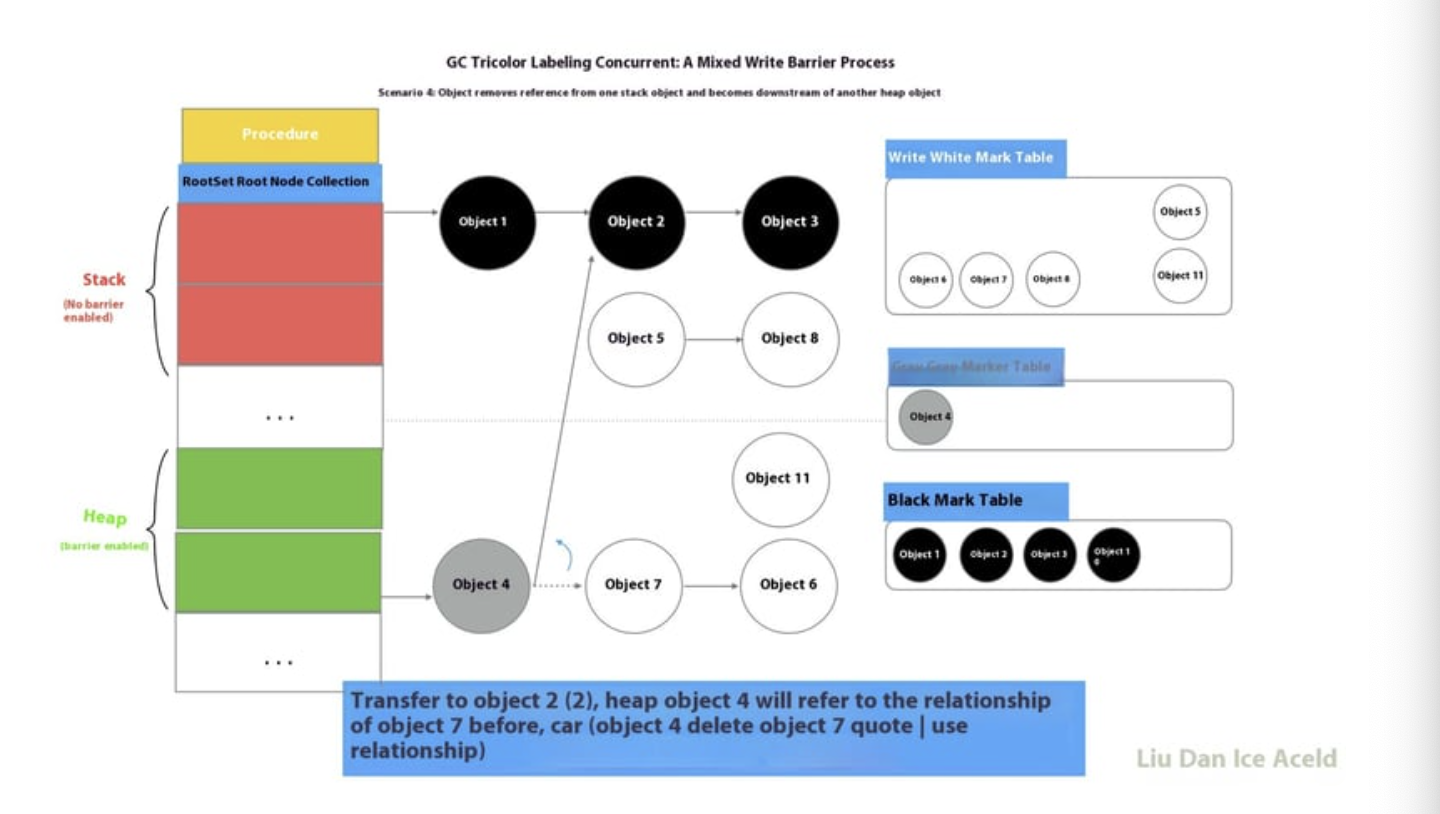 GC Tricolor Labeling Concurrent: A Mixed Write Barrier Process
Scenario 4: Object removes reference from one stack object and becomes downstream of another heap object
Procedure
RootSet Root Node Collection
Stack
(No barrier
enabled)
...
Heap
(barrier enabled)
...
Object 1
Object 2
Object 3
Object 5
Object 8
Object 11
Object 4
Object 7
Object 6
Write White Mark Table
Object 5
Object 6
Object 7
Object 8
Object 11
Gray Gray Marker Table
Object 4
Black Mark Table
Object 1
Object 2
Object 3
Object 1
0
Transfer to object 2 (2), heap object 4 will refer to the relationship
of object 7 before, car (object 4 delete object 7 quote | use
relationship)
Liu Dan Ice Aceld